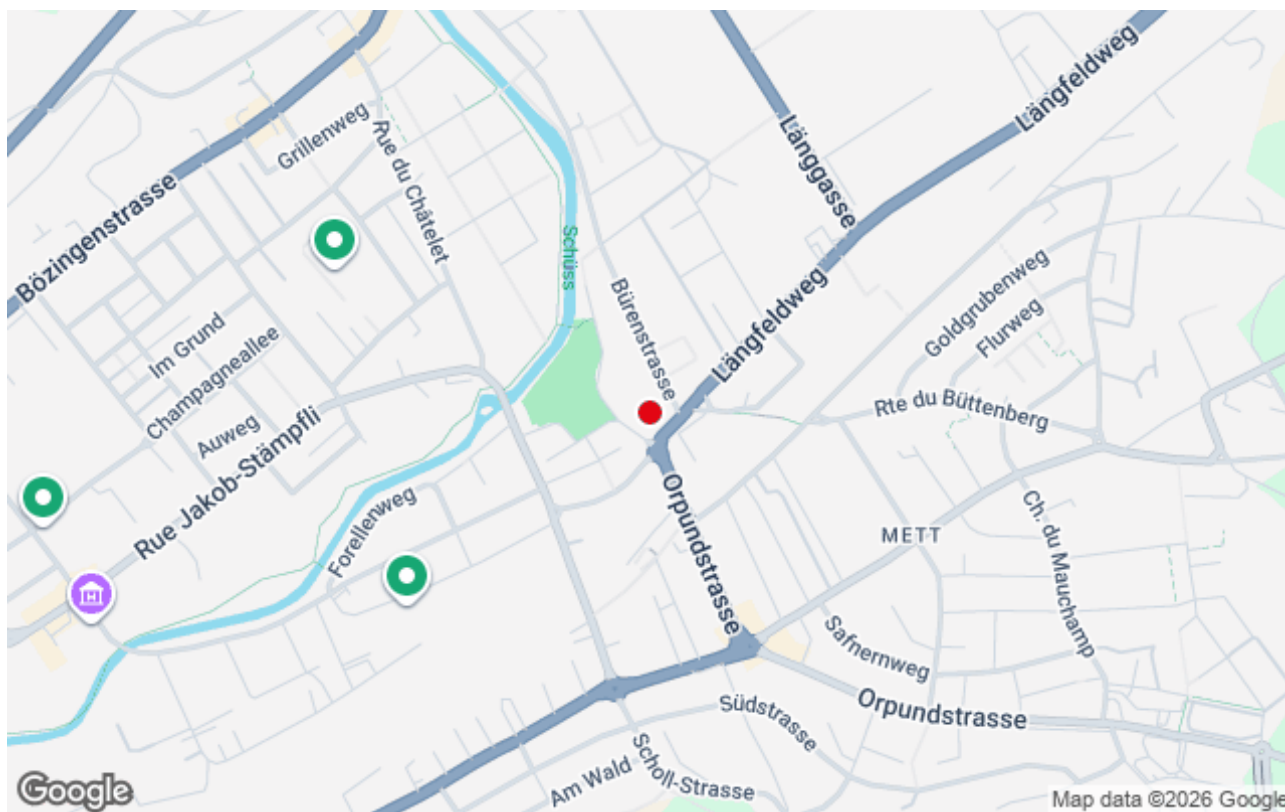 Längfeldweg
Grillenweg
Rue du Châtelet
Länggasse
Bözingenstrasse
Schüss
Bürenstrasse
Längfeldweg
Goldgrubenweg
Flurweg
Im Grund
Champagneallee
Auweg
Rte du Büttenberg
Rue Jakob-Stämpfli
Forellenweg
Orpundstrasse
METT
Ch. du Mauchamp
Safnernweg
Orpundstrasse
Südstrasse
Am Wald
Scholl-Strasse
Google
Map data ©2026 Google